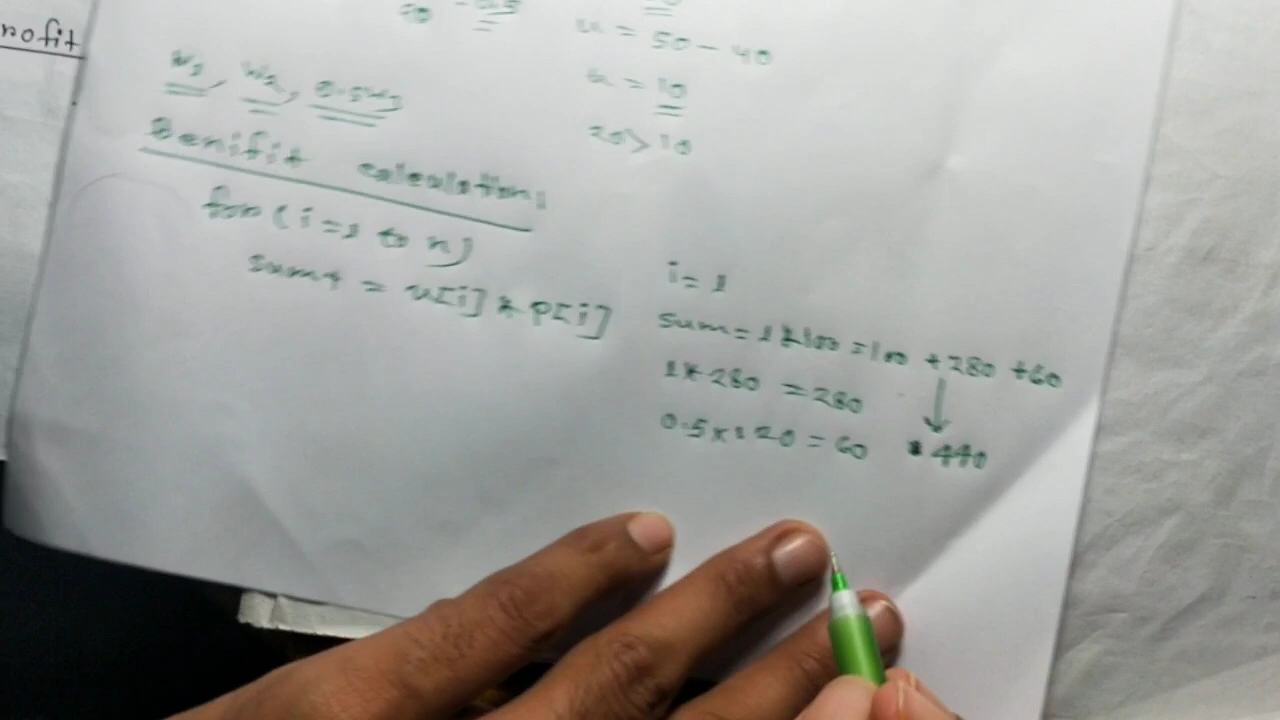 nofit
u = 50 - 40
u = 10
20 > 10
W1, W2, 0.5W3
Benifit calculation:
for (i=1 to n)
sum+ = x[i] * P[i]
i = 1
sum = 1 * 100 = 100 + 280 + 60
1 * 280 = 280
0.5 x 120 = 60
440